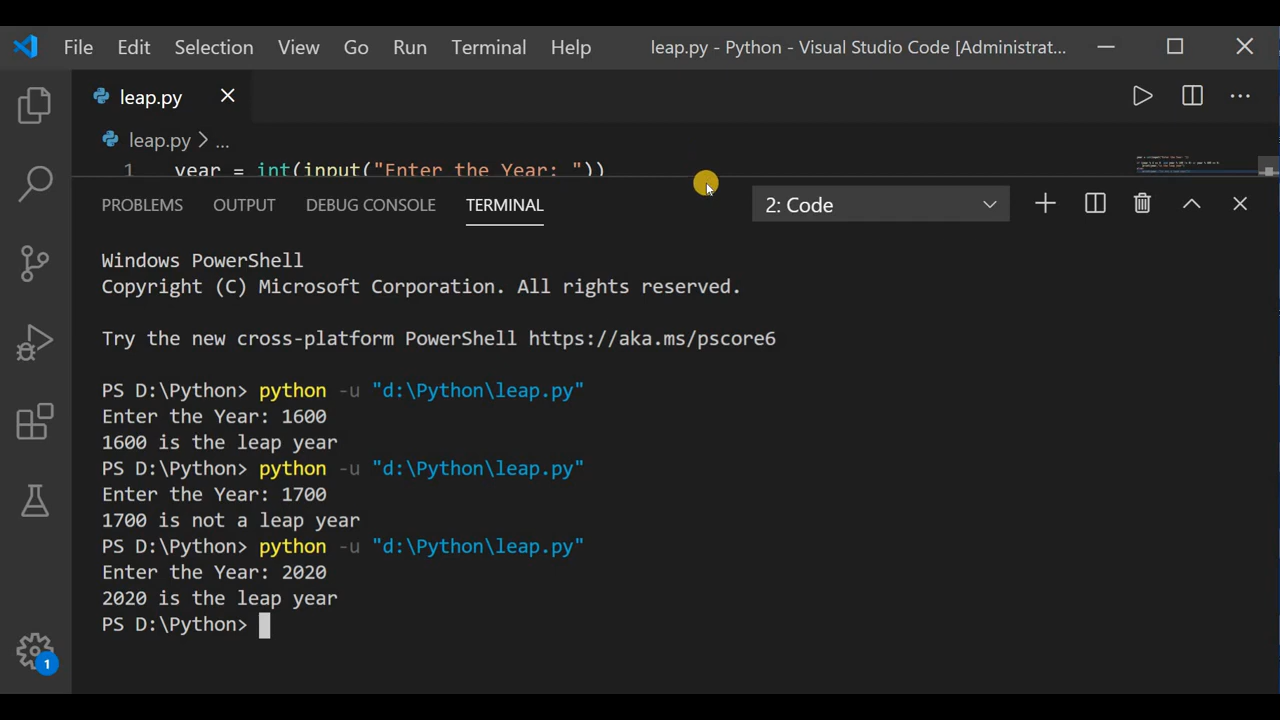 File Edit Selection View Go Run Terminal Help leap.py - Python - Visual Studio Code [Administrat...
leap.py
leap.py > ...
1 year = int(input("Enter the Year: "))
PROBLEMS OUTPUT DEBUG CONSOLE TERMINAL 2: Code
Windows PowerShell
Copyright (C) Microsoft Corporation. All rights reserved.
Try the new cross-platform PowerShell https://aka.ms/pscore6
PS D:\Python> python -u "d:\Python\leap.py"
Enter the Year: 1600
1600 is the leap year
PS D:\Python> python -u "d:\Python\leap.py"
Enter the Year: 1700
1700 is not a leap year
PS D:\Python> python -u "d:\Python\leap.py"
Enter the Year: 2020
2020 is the leap year
PS D:\Python>
1